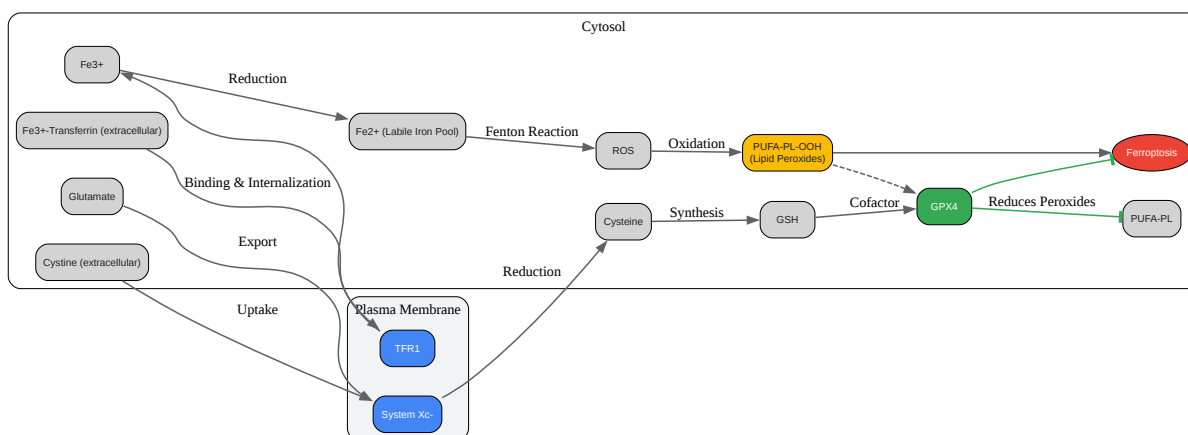 Cytosol
Fe3+
Reduction
Fe3+-Transferrin (extracellular)
Fe2+ (Labile Iron Pool)
Fenton Reaction
ROS
Oxidation
PUFA-PL-OOH
(Lipid Peroxides)
Ferroptosis
Binding & Internalization
Glutamate
Export
Cysteine
Synthesis
GSH
Cofactor
GPX4
Reduces Peroxides
PUFA-PL
Cystine (extracellular)
Reduction
Uptake
Plasma Membrane
TFR1
System Xc-